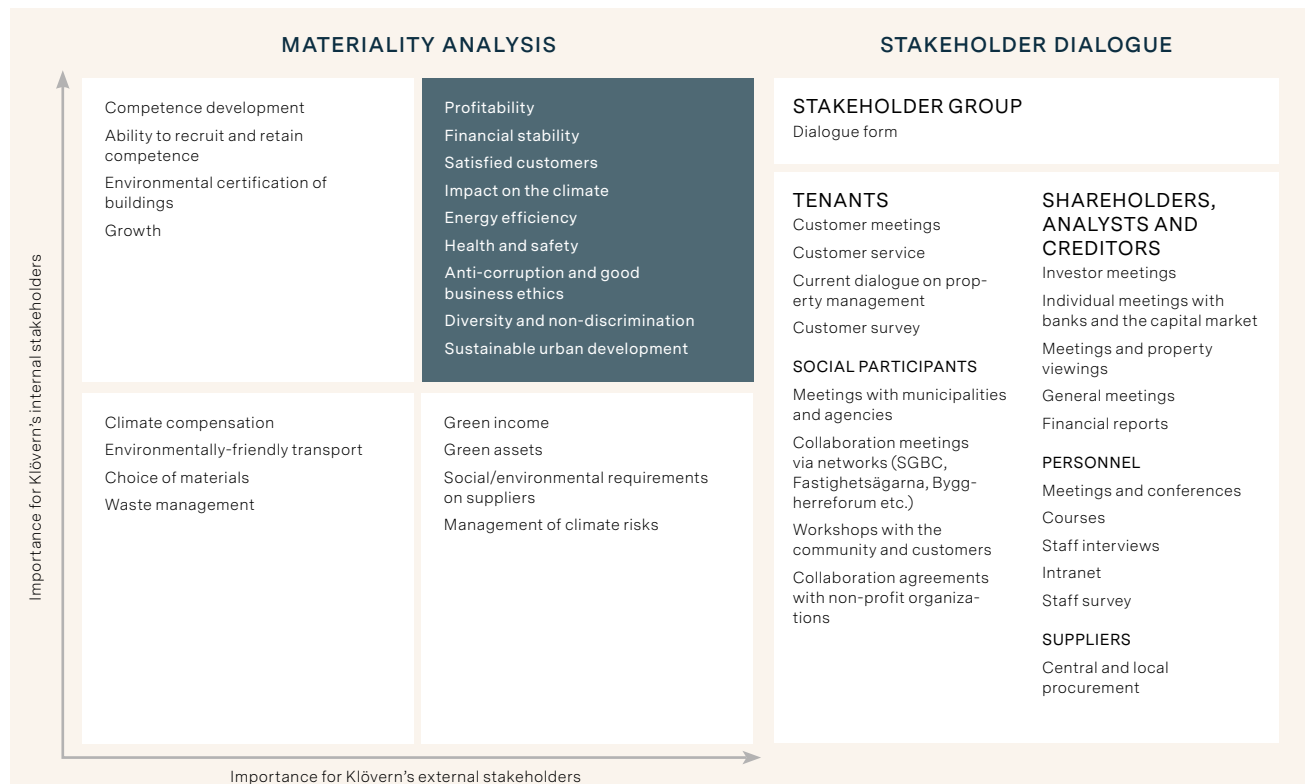 MATERIALITY ANALYSIS
Importance for Klövern's internal stakeholders
Competence development
Ability to recruit and retain
competence
Environmental certification of
buildings
Growth
Profitability
Financial stability
Satisfied customers
Impact on the climate
Energy efficiency
Health and safety
Anti-corruption and good
business ethics
Diversity and non-discrimination
Sustainable urban development
Climate compensation
Environmentally-friendly transport
Choice of materials
Waste management
Green income
Green assets
Social/environmental requirements
on suppliers
Management of climate risks
Importance for Klövern's external stakeholders
STAKEHOLDER DIALOGUE
STAKEHOLDER GROUP
Dialogue form
TENANTS
Customer meetings
Customer service
Current dialogue on prop-
erty management
Customer survey
SOCIAL PARTICIPANTS
Meetings with municipalities
and agencies
Collaboration meetings
via networks (SGBC,
Fastighetsägarna, Bygg-
herreforum etc.)
Workshops with the
community and customers
Collaboration agreements
with non-profit organiza-
tions
SHAREHOLDERS,
ANALYSTS AND
CREDITORS
Investor meetings
Individual meetings with
banks and the capital market
Meetings and property
viewings
General meetings
Financial reports
PERSONNEL
Meetings and conferences
Courses
Staff interviews
Intranet
Staff survey
SUPPLIERS
Central and local
procurement